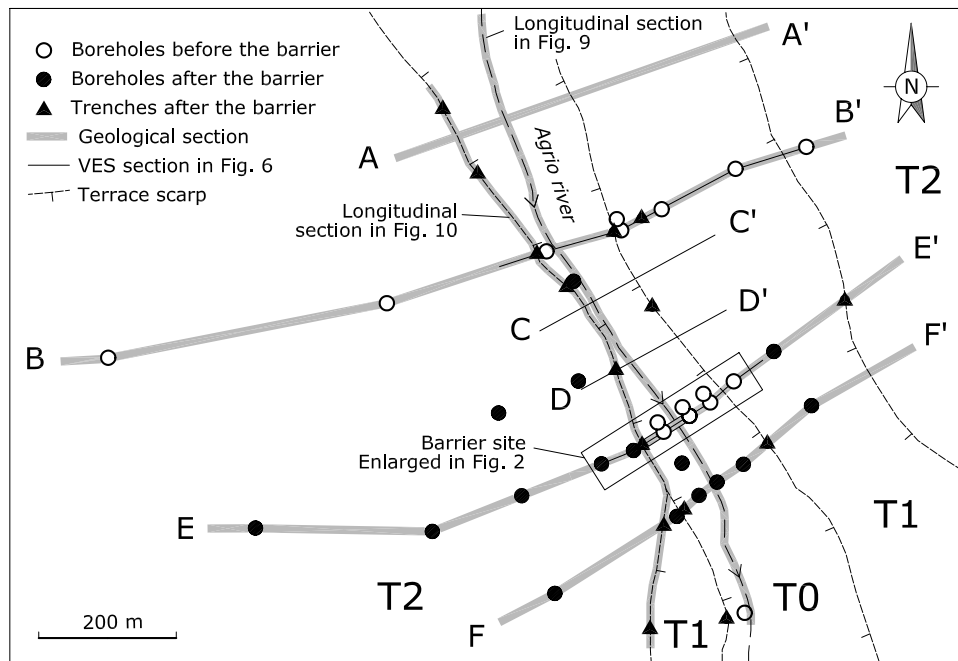 Longitudinal section
in Fig. 9
Boreholes before the barrier
Boreholes after the barrier
Trenches after the barrier
Geological section
VES section in Fig. 6
Terrace scarp
A
A'
N
B'
T2
Agrio river
Longitudinal
section in Fig. 10
C'
E'
C
D'
F'
B
D
Barrier site
Enlarged in Fig. 2
E
T1
T2
T0
F
T1
200 m